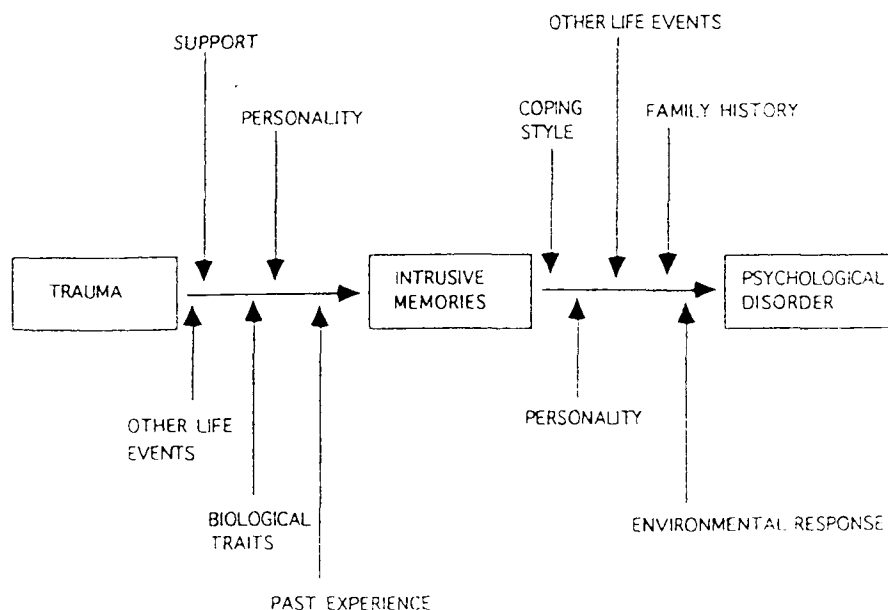 OTHER LIFE EVENTS
SUPPORT
PERSONALITY
COPING
STYLE
FAMILY HISTORY
TRAUMA
INTRUSIVE
MEMORIES
PSYCHOLOGICAL
DISORDER
OTHER LIFE
EVENTS
PERSONALITY
BIOLOGICAL
TRAITS
ENVIRONMENTAL RESPONSE
PAST EXPERIENCE